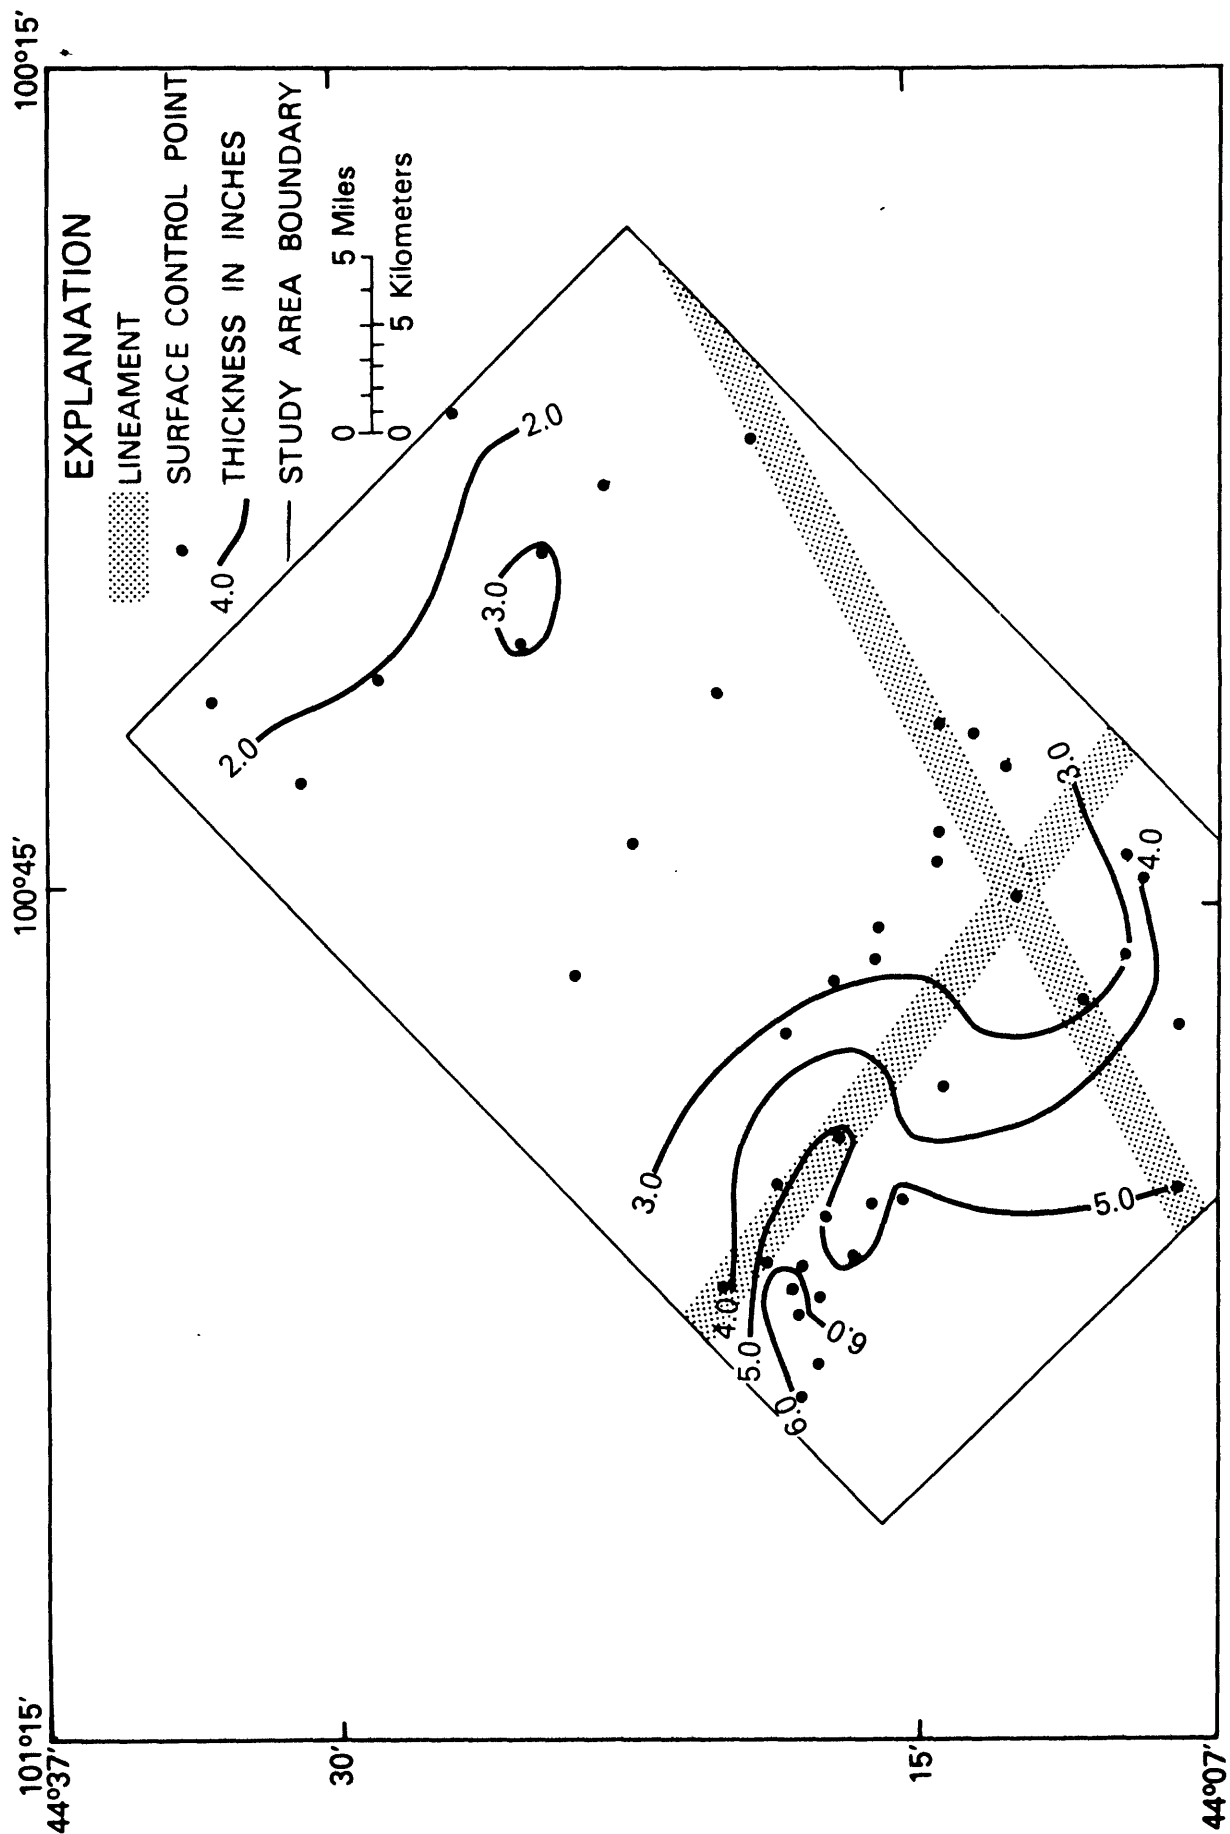 101°15′
100°45′
100°15′
44°37′
30′
15′
44°07′
EXPLANATION
LINEAMENT
SURFACE CONTROL POINT
4.0
THICKNESS IN INCHES
STUDY AREA BOUNDARY
0 5 Miles
0 5 Kilometers
2.0
2.0
3.0
3.0
4.0
5.0
6.0
6.0
5.0
3.0
4.0